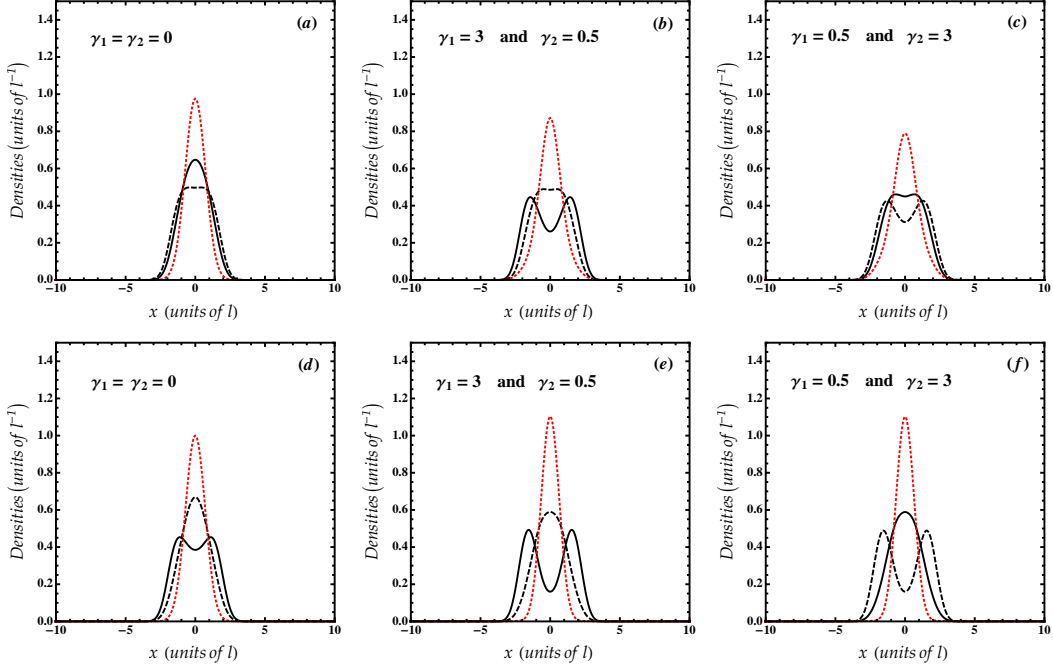 (a)
γ₁ = γ₂ = 0
Densities (units of l⁻¹)
1.4
1.2
1.0
0.8
0.6
0.4
0.2
0.0
−10 −5 0 5 10
x (units of l)
(b)
γ₁ = 3 and γ₂ = 0.5
Densities (units of l⁻¹)
1.4
1.2
1.0
0.8
0.6
0.4
0.2
0.0
−10 −5 0 5 10
x (units of l)
(c)
γ₁ = 0.5 and γ₂ = 3
Densities (units of l⁻¹)
1.4
1.2
1.0
0.8
0.6
0.4
0.2
0.0
−10 −5 0 5 10
x (units of l)
(d)
γ₁ = γ₂ = 0
Densities (units of l⁻¹)
1.4
1.2
1.0
0.8
0.6
0.4
0.2
0.0
−10 −5 0 5 10
x (units of l)
(e)
γ₁ = 3 and γ₂ = 0.5
Densities (units of l⁻¹)
1.4
1.2
1.0
0.8
0.6
0.4
0.2
0.0
−10 −5 0 5 10
x (units of l)
(f)
γ₁ = 0.5 and γ₂ = 3
Densities (units of l⁻¹)
1.4
1.2
1.0
0.8
0.6
0.4
0.2
0.0
−10 −5 0 5 10
x (units of l)